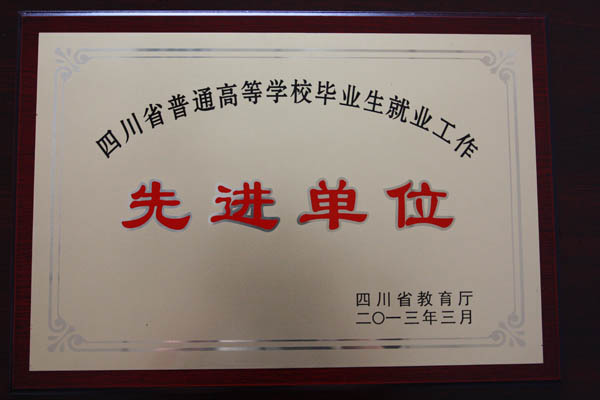 四川省普通高等学校毕业生就业工作
先进单位
四川省教育厅
二〇一三年三月